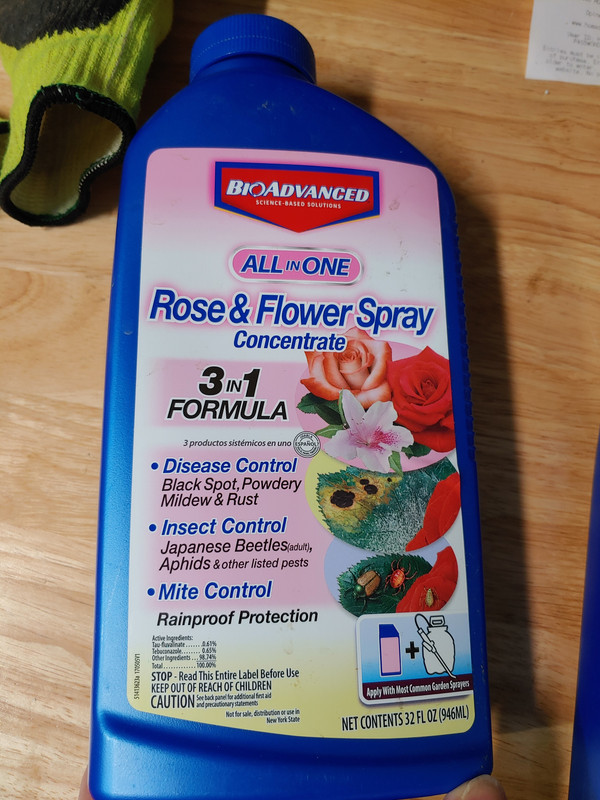 BIOADVANCED
SCIENCE-BASED SOLUTIONS
ALL IN ONE
Rose & Flower Spray
Concentrate
3 IN 1
FORMULA
3 productos sistémicos en uno
ESPAÑOL
• Disease Control
Black Spot, Powdery
Mildew & Rust
• Insect Control
Japanese Beetles (adult),
Aphids & other listed pests
• Mite Control
Rainproof Protection
Active Ingredients:
Tau-fluvalinate ....... 0.61%
Tebuconazole ....... 0.65%
Other Ingredients .. 98.74%
Total ............ 100.00%
STOP - Read This Entire Label Before Use
KEEP OUT OF REACH OF CHILDREN
CAUTION See back panel for additional first aid
and precautionary statements
Not for sale, distribution or use in
New York State
+
Apply With Most Common Garden Sprayers
NET CONTENTS 32 FL OZ (946ML)